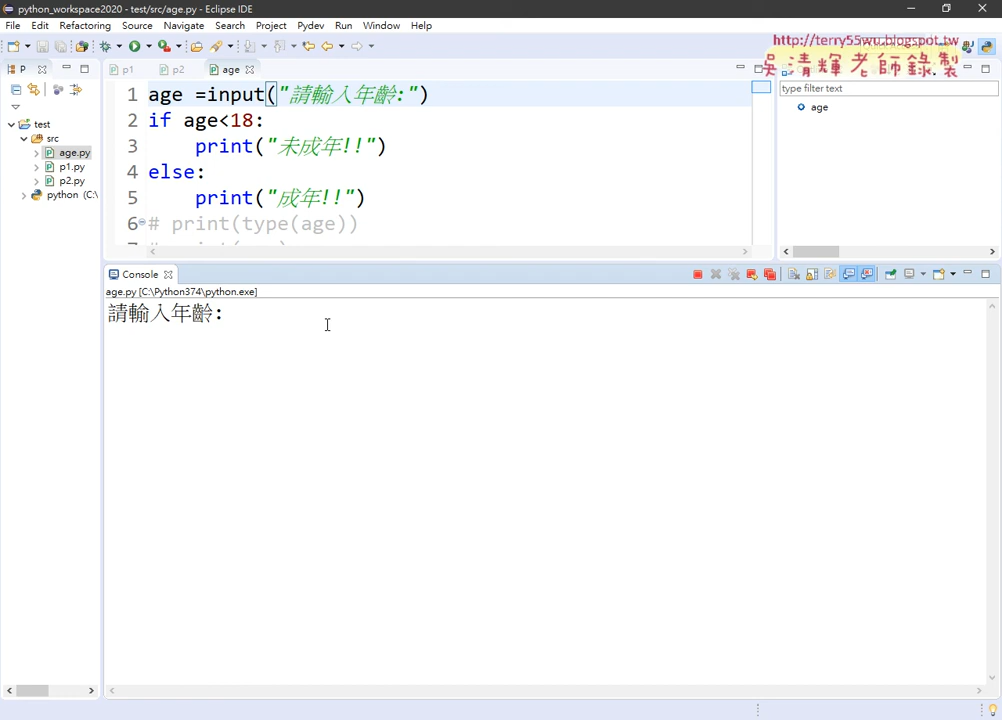 python_workspace2020 - test/src/age.py - Eclipse IDE
File Edit Refactoring Source Navigate Search Project Pydev Run Window Help
http://terry55wu.blogspot.tw
吳清輝老師錄製
P
p1 p2 age
type filter text
age
test
src
age.py
p1.py
p2.py
python (C:\
1 age =input("請輸入年齡:")
2 if age<18:
3 print("未成年!!")
4 else:
5 print("成年!!")
6 # print(type(age))
Console
age.py [C:\Python374\python.exe]
請輸入年齡: